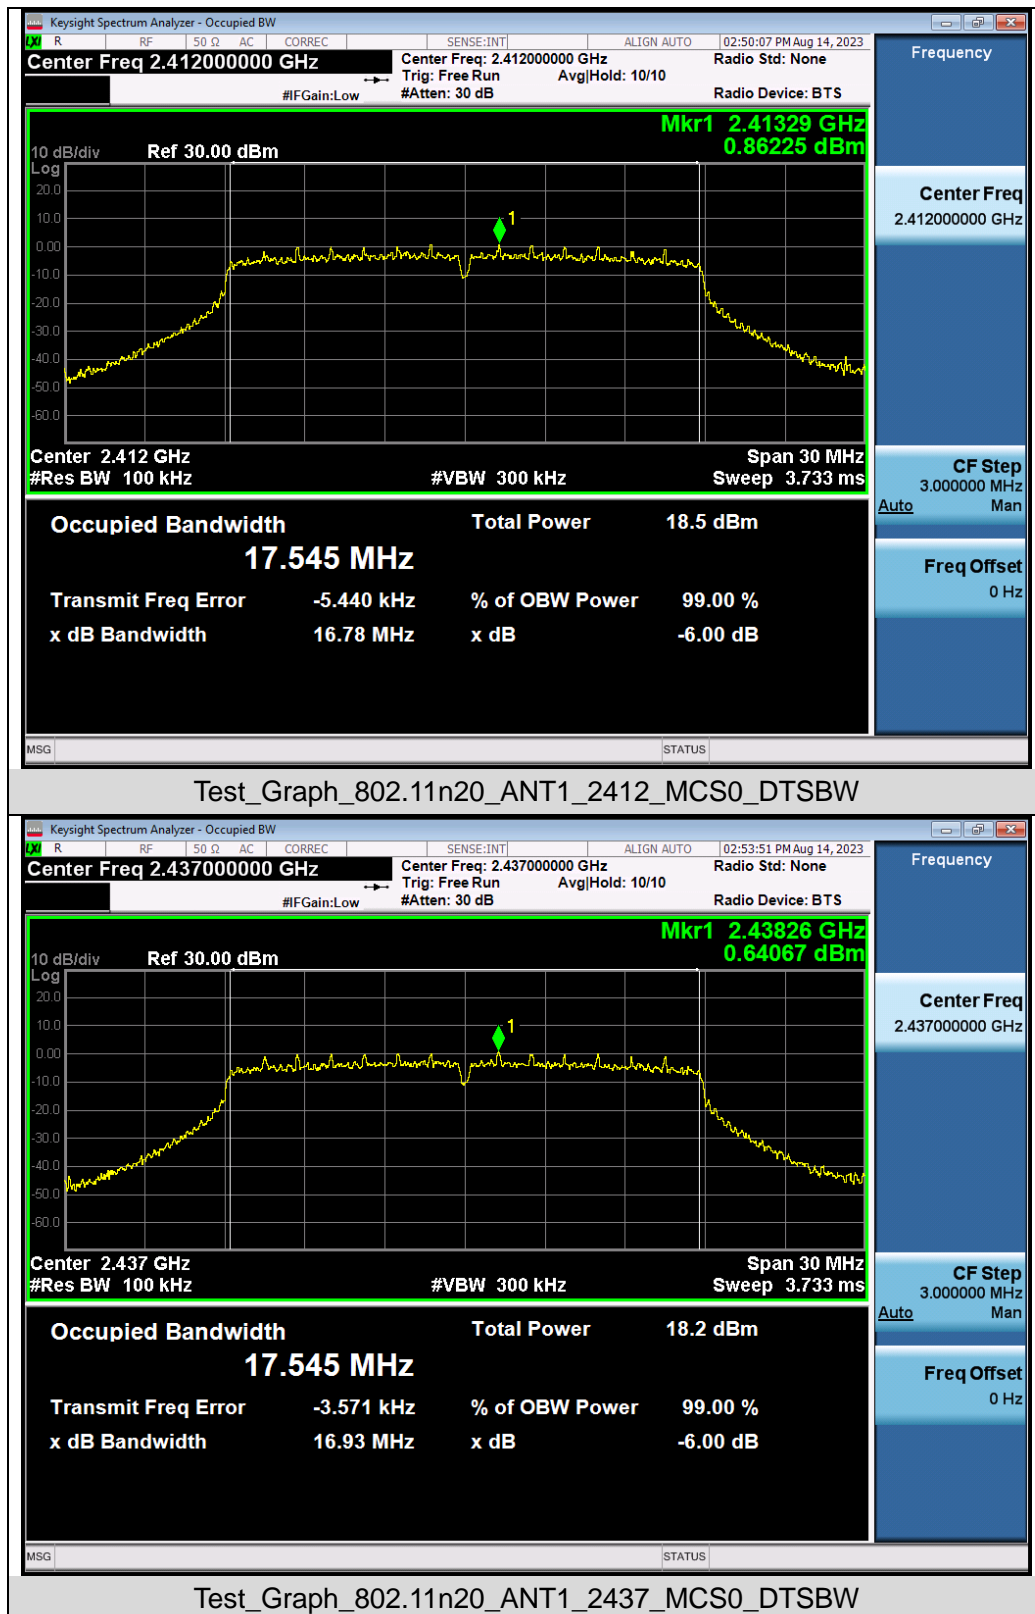 Keysight Spectrum Analyzer - Occupied BW
LXI R RF 50 Ω AC CORREC SENSE:INT ALIGN AUTO 02:50:07 PM Aug 14, 2023
Center Freq 2.412000000 GHz Center Freq: 2.412000000 GHz Radio Std: None Frequency
Trig: Free Run Avg|Hold: 10/10
#IFGain:Low #Atten: 30 dB Radio Device: BTS
Mkr1 2.41329 GHz
10 dB/div Ref 30.00 dBm 0.86225 dBm
Log
20.0
10.0
0.00
-10.0
-20.0
-30.0
-40.0
-50.0
-60.0
1
Center 2.412 GHz Span 30 MHz
#Res BW 100 kHz #VBW 300 kHz Sweep 3.733 ms
Center Freq
2.412000000 GHz
CF Step
3.000000 MHz
Auto Man
Freq Offset
0 Hz
Occupied Bandwidth Total Power 18.5 dBm
17.545 MHz
Transmit Freq Error -5.440 kHz % of OBW Power 99.00 %
x dB Bandwidth 16.78 MHz x dB -6.00 dB
MSG STATUS
Test_Graph_802.11n20_ANT1_2412_MCS0_DTSBW
Keysight Spectrum Analyzer - Occupied BW
LXI R RF 50 Ω AC CORREC SENSE:INT ALIGN AUTO 02:53:51 PM Aug 14, 2023
Center Freq 2.437000000 GHz Center Freq: 2.437000000 GHz Radio Std: None Frequency
Trig: Free Run Avg|Hold: 10/10
#IFGain:Low #Atten: 30 dB Radio Device: BTS
Mkr1 2.43826 GHz
10 dB/div Ref 30.00 dBm 0.64067 dBm
Log
20.0
10.0
0.00
-10.0
-20.0
-30.0
-40.0
-50.0
-60.0
1
Center 2.437 GHz Span 30 MHz
#Res BW 100 kHz #VBW 300 kHz Sweep 3.733 ms
Center Freq
2.437000000 GHz
CF Step
3.000000 MHz
Auto Man
Freq Offset
0 Hz
Occupied Bandwidth Total Power 18.2 dBm
17.545 MHz
Transmit Freq Error -3.571 kHz % of OBW Power 99.00 %
x dB Bandwidth 16.93 MHz x dB -6.00 dB
MSG STATUS
Test_Graph_802.11n20_ANT1_2437_MCS0_DTSBW